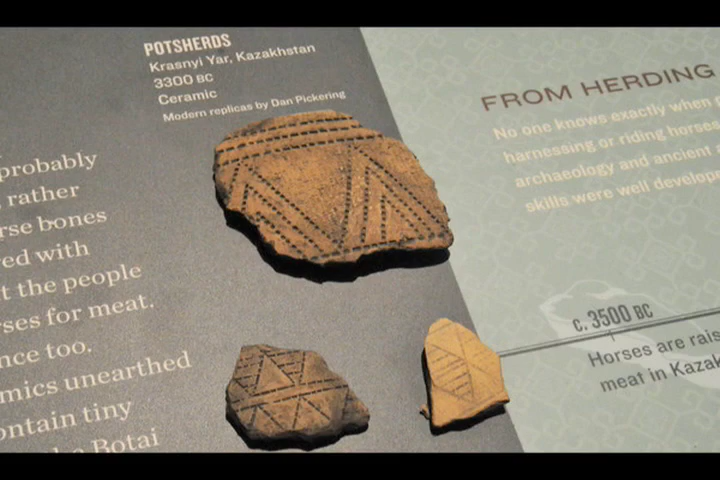 POTSHERDS
Krasnyi Yar, Kazakhstan
3300 BC
Ceramic
Modern replicas by Dan Pickering
probably
rather
rse bones
red with
t the people
rses for meat.
nce too.
mics unearthed
ontain tiny
Botai
FROM HERDING
No one knows exactly when
harnessing or riding horses
archaeology and ancient
skills were well develop
c. 3500 BC
Horses are rais
meat in Kazak